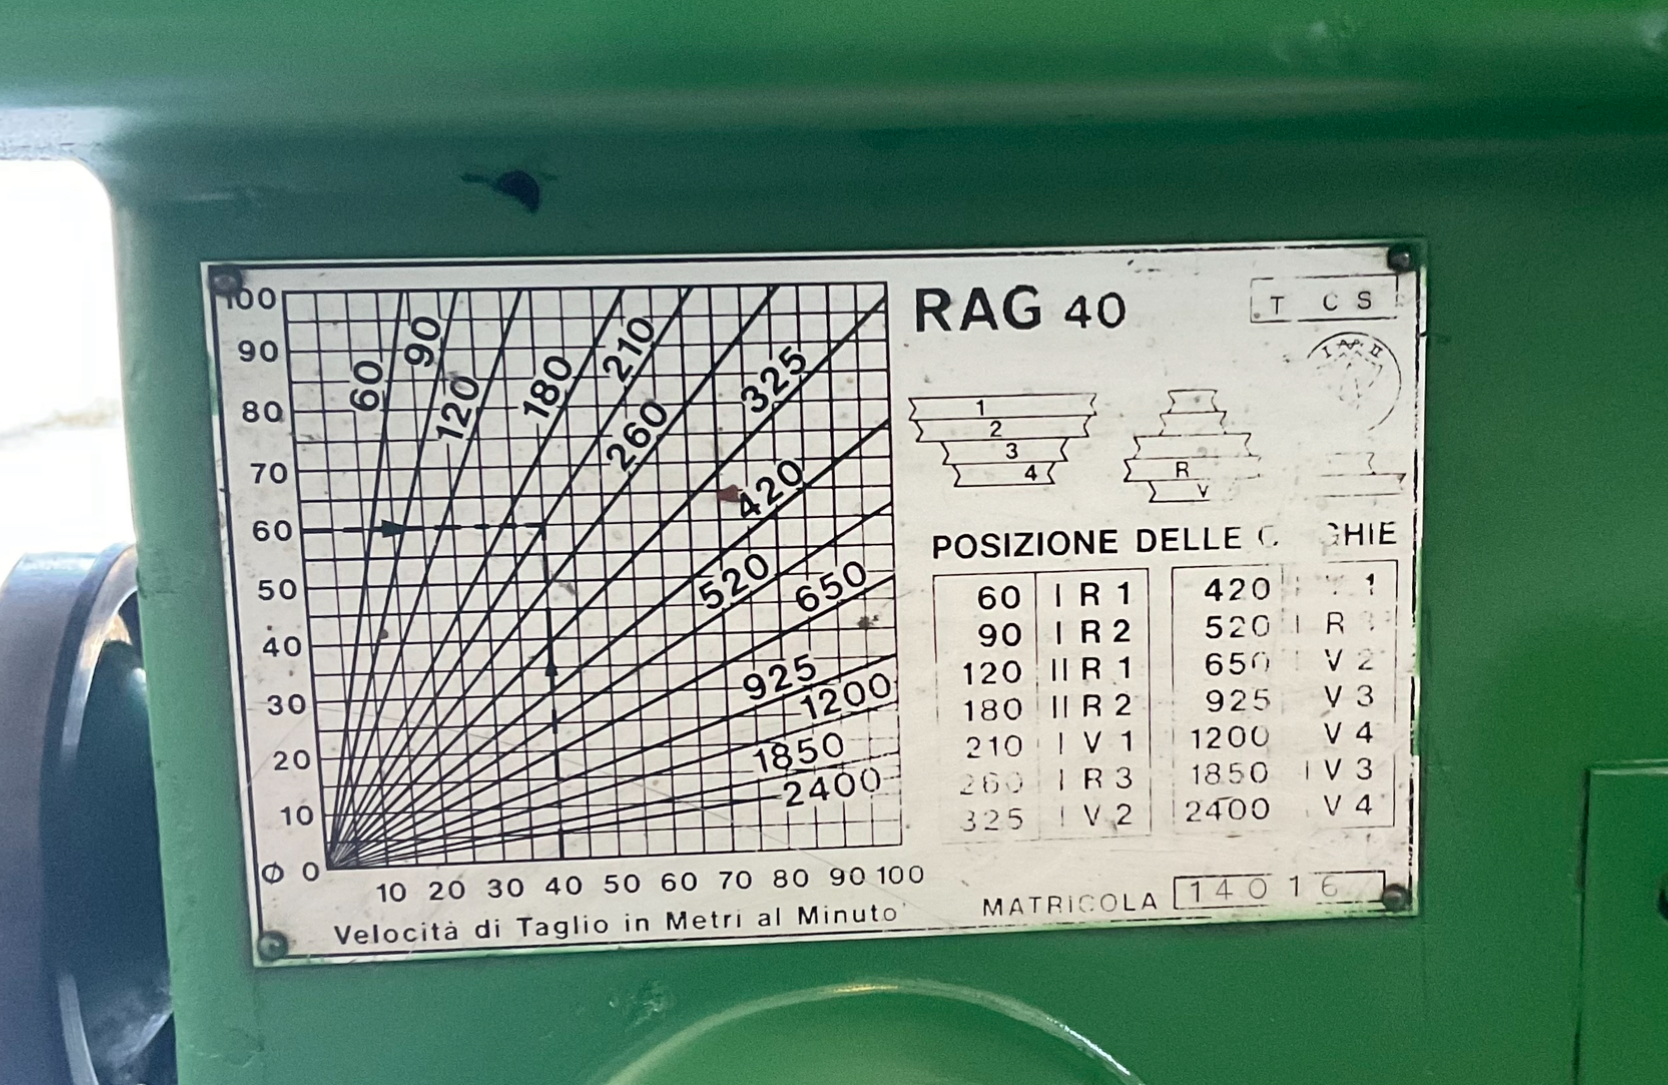 RAG 40
T C S
100
90
80
70
60
50
40
30
20
10
Ø 0
60
90
120
180
210
260
325
420
520
650
925
1200
1850
2400
10 20 30 40 50 60 70 80 90 100
Velocità di Taglio in Metri al Minuto
1
2
3
4
R
V
POSIZIONE DELLE
60 I R 1
90 I R 2
120 II R 1
180 II R 2
210 I V 1
260 I R 3
325 I V 2
420 1
520 R
650 V 2
925 V 3
1200 V 4
1850 V 3
2400 V 4
MATRICOLA 14016